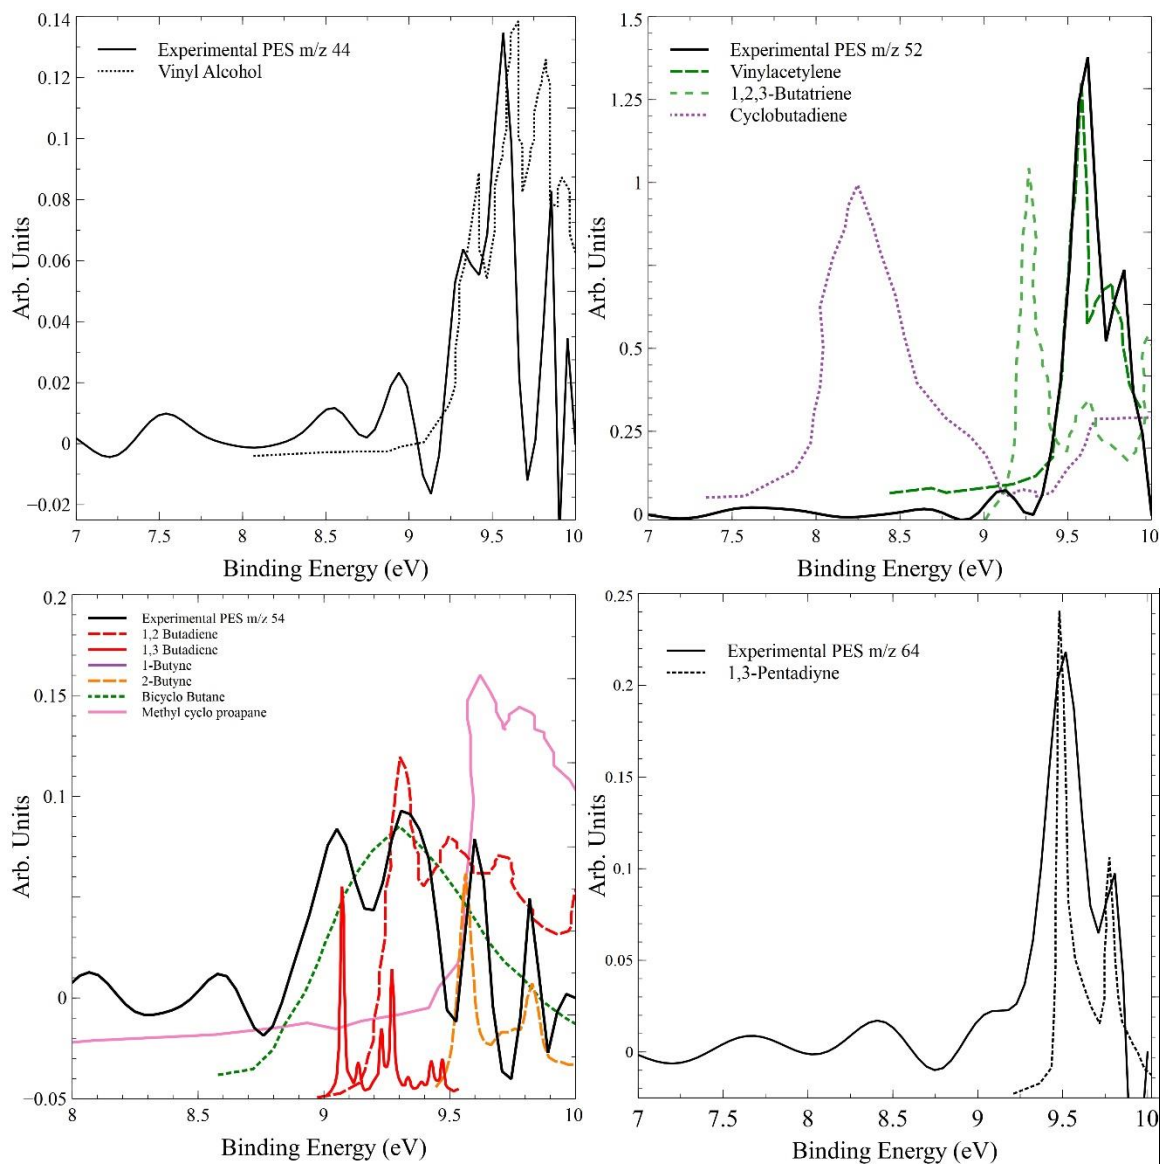 0.14
0.12
0.1
0.08
0.06
0.04
0.02
0
−0.02
Arb. Units
Experimental PES m/z 44
Vinyl Alcohol
7
7.5
8
8.5
9
9.5
10
Binding Energy (eV)
1.5
1.25
1
0.5
0.25
0
Arb. Units
Experimental PES m/z 52
Vinylacetylene
1,2,3-Butatriene
Cyclobutadiene
7
7.5
8
8.5
9
9.5
10
Binding Energy (eV)
0.2
0.15
0.1
0
−0.05
Arb. Units
Experimental PES m/z 54
1,2 Butadiene
1,3 Butadiene
1-Butyne
2-Butyne
Bicyclo Butane
Methyl cyclo proapane
8
8.5
9
9.5
10
Binding Energy (eV)
0.25
0.2
0.15
0.1
0.05
0
Arb. Units
Experimental PES m/z 64
1,3-Pentadiyne
7
7.5
8
8.5
9
9.5
10
Binding Energy (eV)